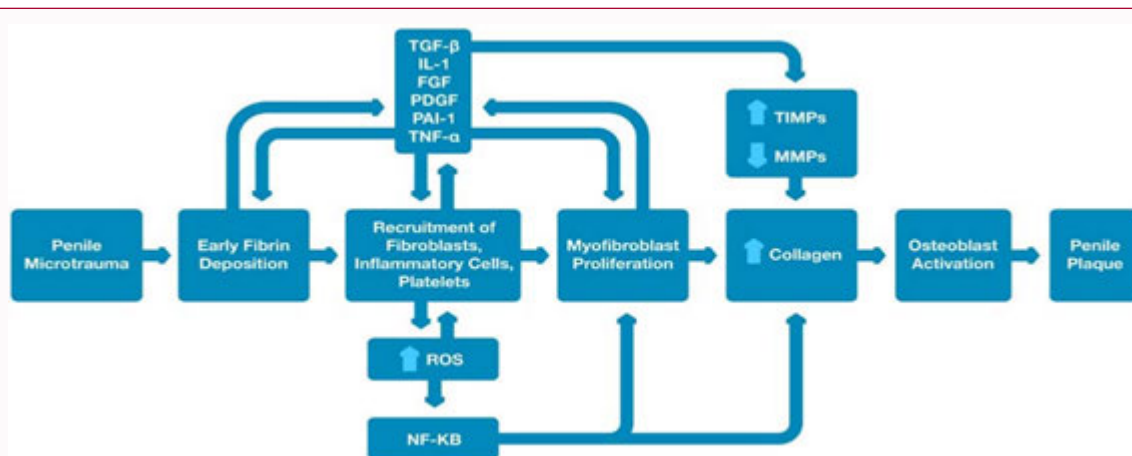 TGF-β
IL-1
FGF
PDGF
PAI-1
TNF-α
TIMPs
MMPs
Penile
Microtrauma
Early Fibrin
Deposition
Recruitment of
Fibroblasts,
Inflammatory Cells,
Platelets
Myofibroblast
Proliferation
Collagen
Osteoblast
Activation
Penile
Plaque
ROS
NF-KB